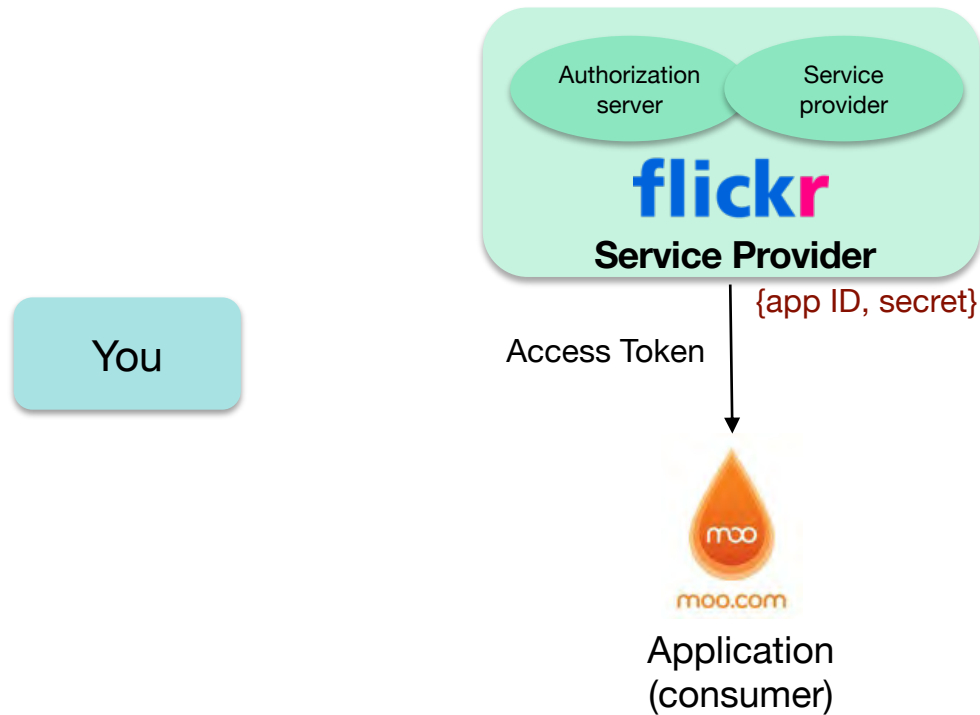 Authorization
server
Service
provider
flickr
Service Provider
{app ID, secret}
You
Access Token
moo
moo.com
Application
(consumer)